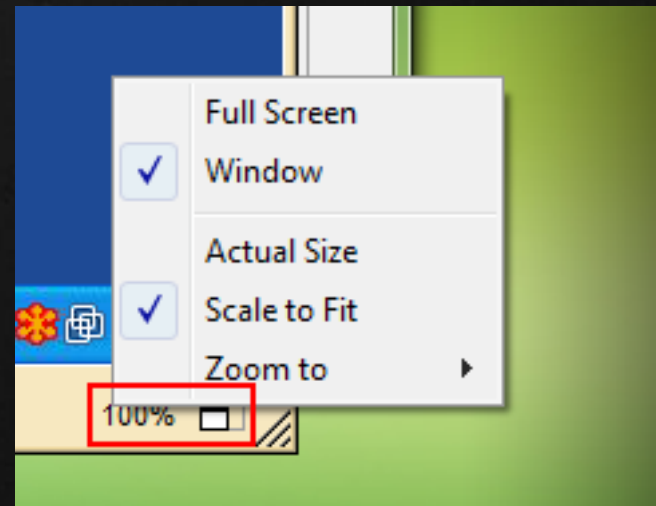 Full Screen
Window
Actual Size
Scale to Fit
Zoom to
100%